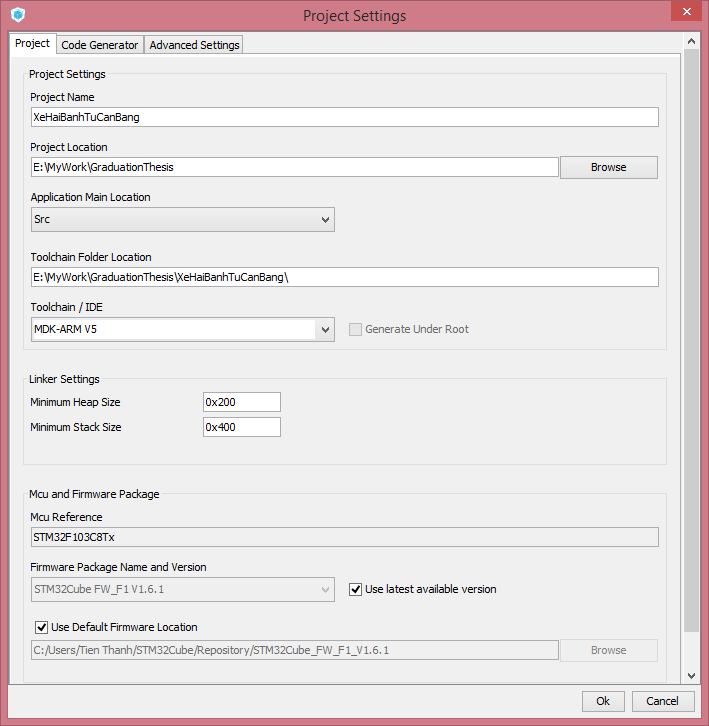 Project Settings
Project
Code Generator
Advanced Settings
Project Settings
Project Name
XeHaiBanhTuCanBang
Project Location
E:\MyWork\GraduationThesis
Browse
Application Main Location
Src
Toolchain Folder Location
E:\MyWork\GraduationThesis\XeHaiBanhTuCanBang\
Toolchain / IDE
MDK-ARM V5
Generate Under Root
Linker Settings
Minimum Heap Size
0x200
Minimum Stack Size
0x400
Mcu and Firmware Package
Mcu Reference
STM32F103C8Tx
Firmware Package Name and Version
STM32Cube FW_F1 V1.6.1
Use latest available version
Use Default Firmware Location
C:/Users/Tien Thanh/STM32Cube/Repository/STM32Cube_FW_F1_V1.6.1
Browse
Ok
Cancel